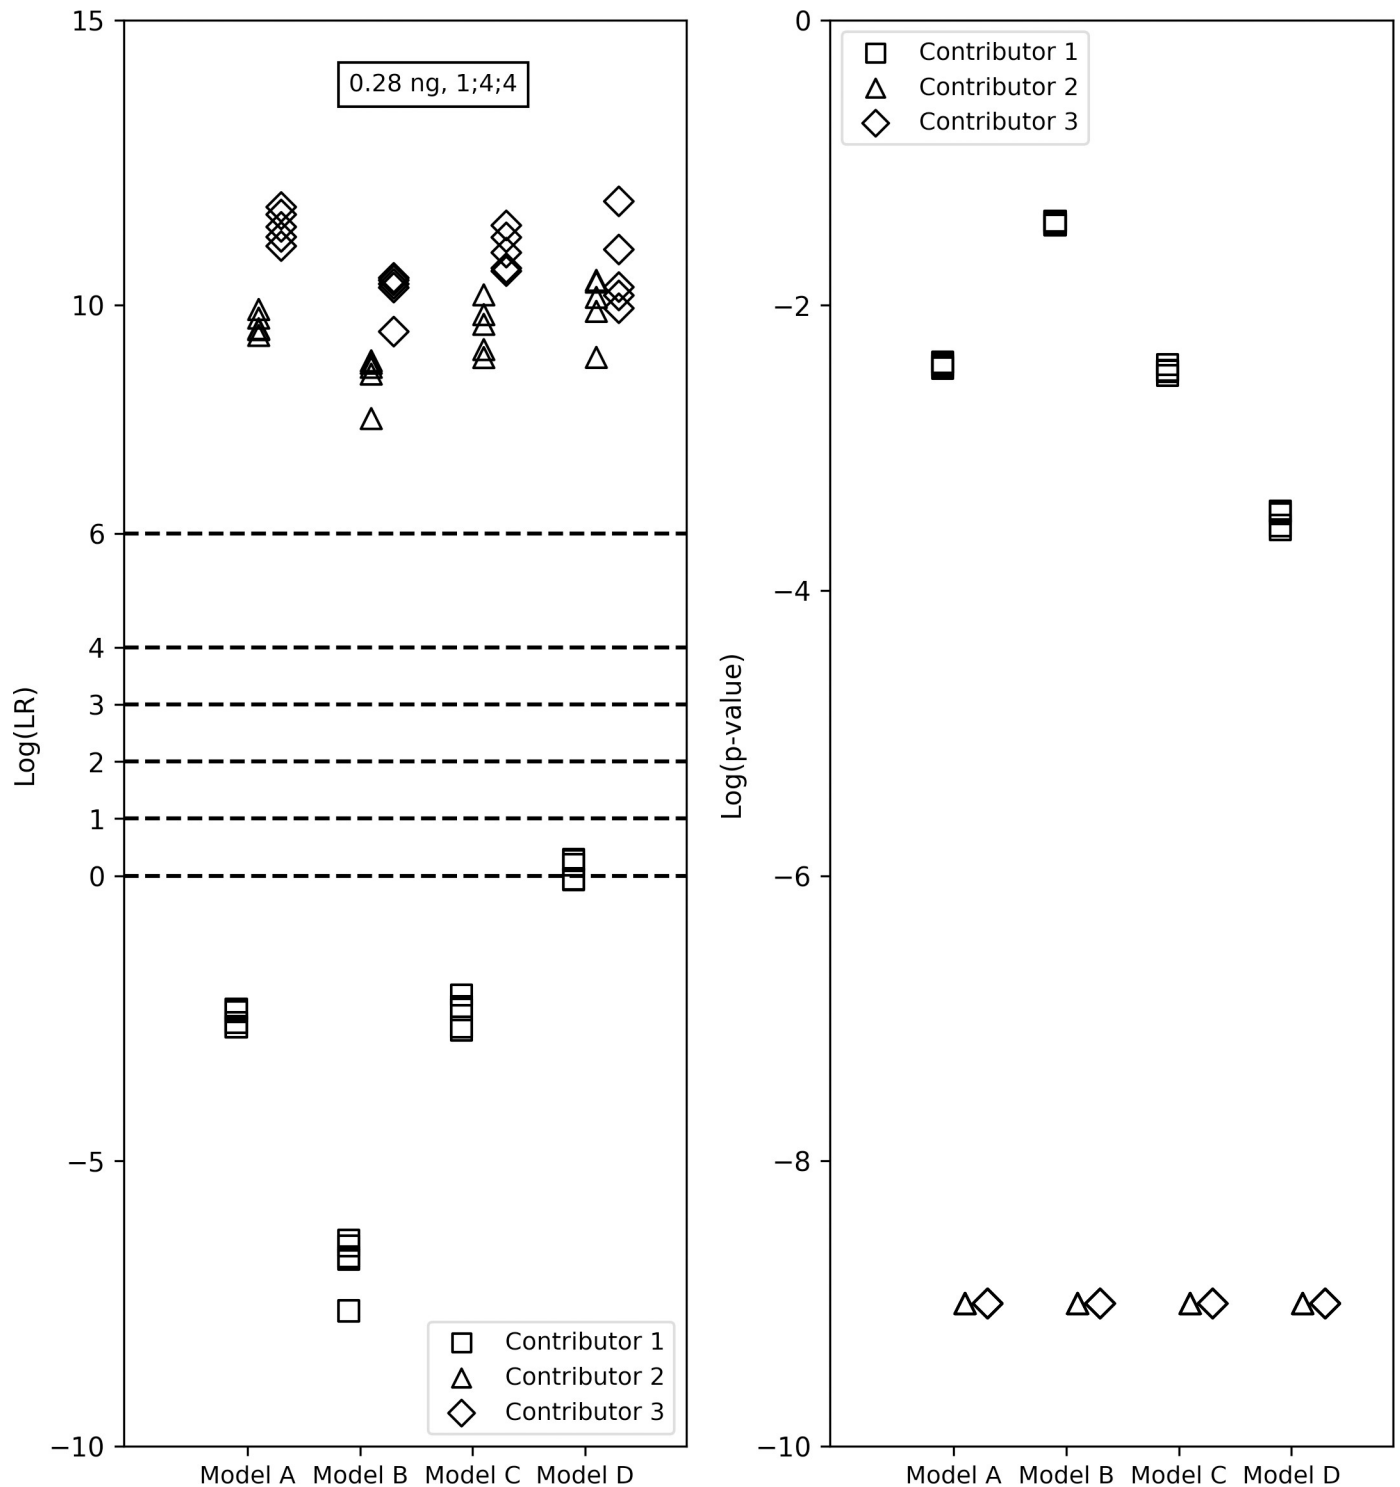 15
0.28 ng, 1;4;4
10
6
4
3
2
1
0
−5
−10
Log(LR)
Contributor 1
Contributor 2
Contributor 3
Model A
Model B
Model C
Model D
0
−2
−4
−6
−8
−10
Log(p-value)
Contributor 1
Contributor 2
Contributor 3
Model A
Model B
Model C
Model D